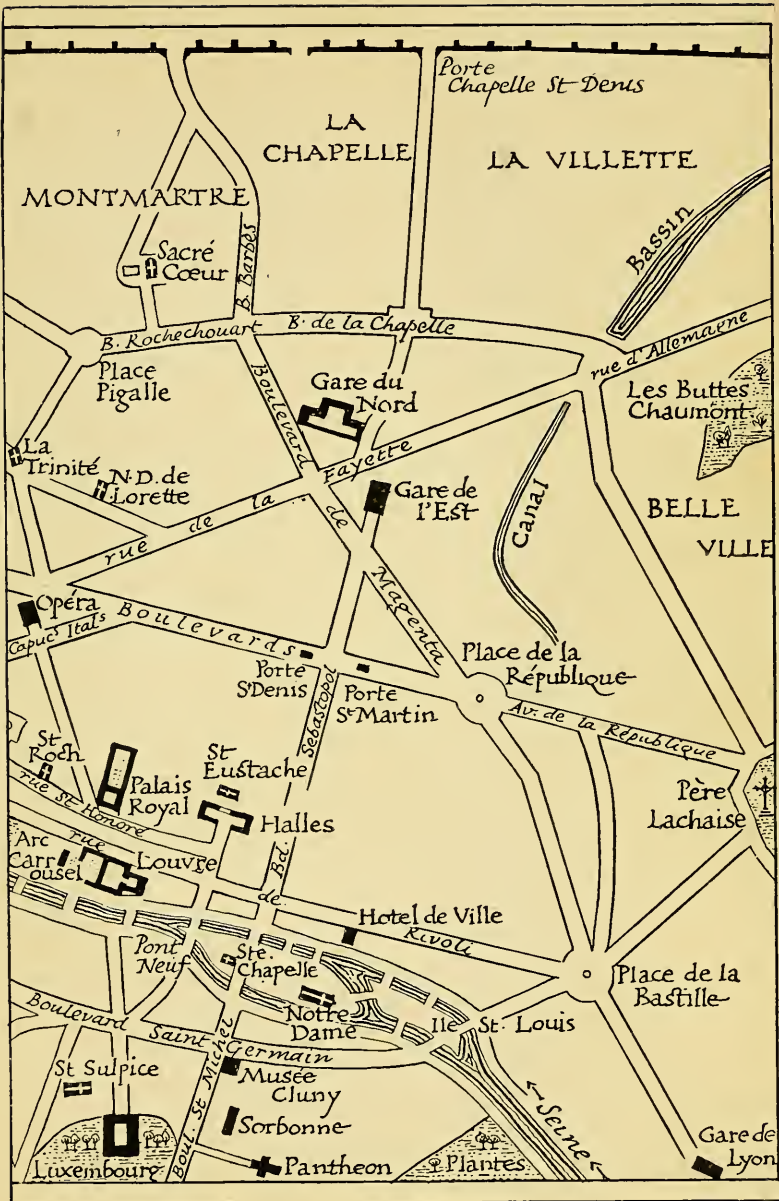 Porte
Chapelle St Denis
LA
CHAPELLE
LA VILLETTE
MONTMARTRE
Bassin
Sacré
Cœur
B. Barbès
B. Rochechouart
B. de la Chapelle
rue d'Allemagne
Place
Pigalle
Gare du
Nord
Les Buttes
Chaumont
La
Trinité
N.D. de
Lorette
Boulevard de Magenta
rue de la Fayette
Gare de
l'Est
Canal
BELLE
VILLE
Opéra
Capucs Itals
Boulevards
Porte
St Denis
Porte
St Martin
Place de la
République
Av. de la République
Bd. Sebastopol
St
Roch
Palais
Royal
St
Eustache
Halles
Père
Lachaise
rue St Honoré
Arc
Carr
ousel
Louvre
rue de Rivoli
Hotel de Ville
Pont
Neuf
Ste.
Chapelle
Notre
Dame
Ile St. Louis
Place de la
Bastille
Boulevard Saint Germain
St Sulpice
Boul. St Michel
Musée
Cluny
Sorbonne
Seine
Luxembourg
Pantheon
Plantes
Gare de
Lyon